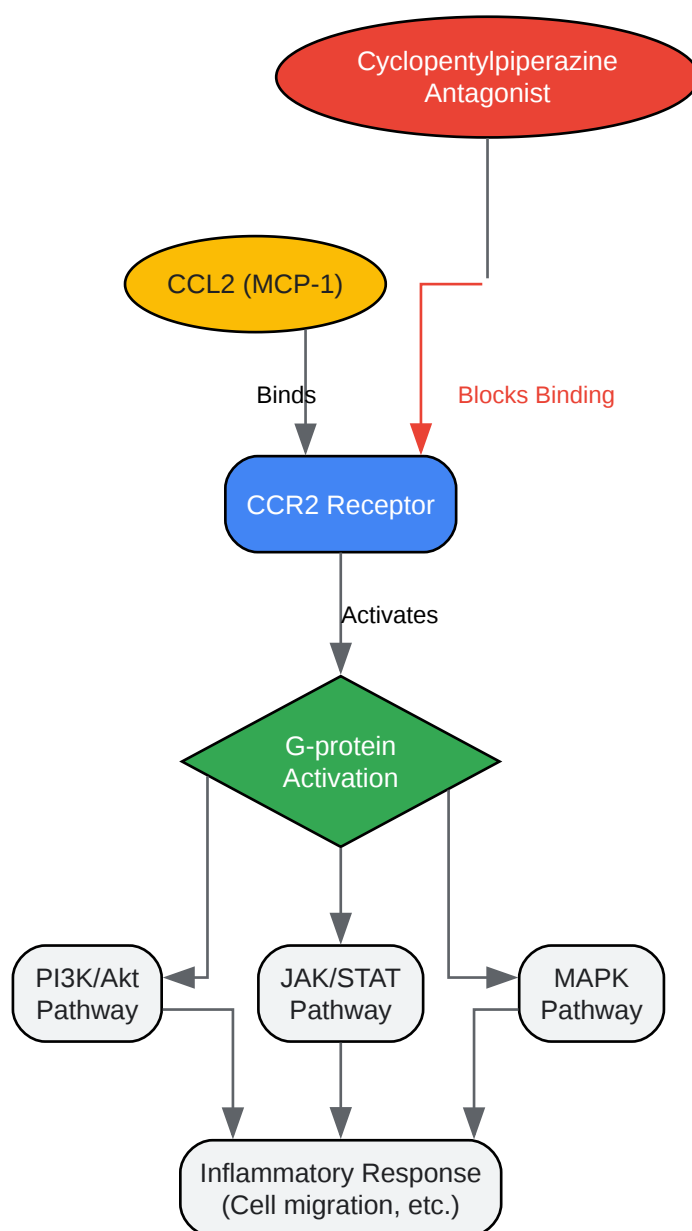 Cyclopentylpiperazine
Antagonist
CCL2 (MCP-1)
Binds
Blocks Binding
CCR2 Receptor
Activates
G-protein
Activation
PI3K/Akt
Pathway
JAK/STAT
Pathway
MAPK
Pathway
Inflammatory Response
(Cell migration, etc.)